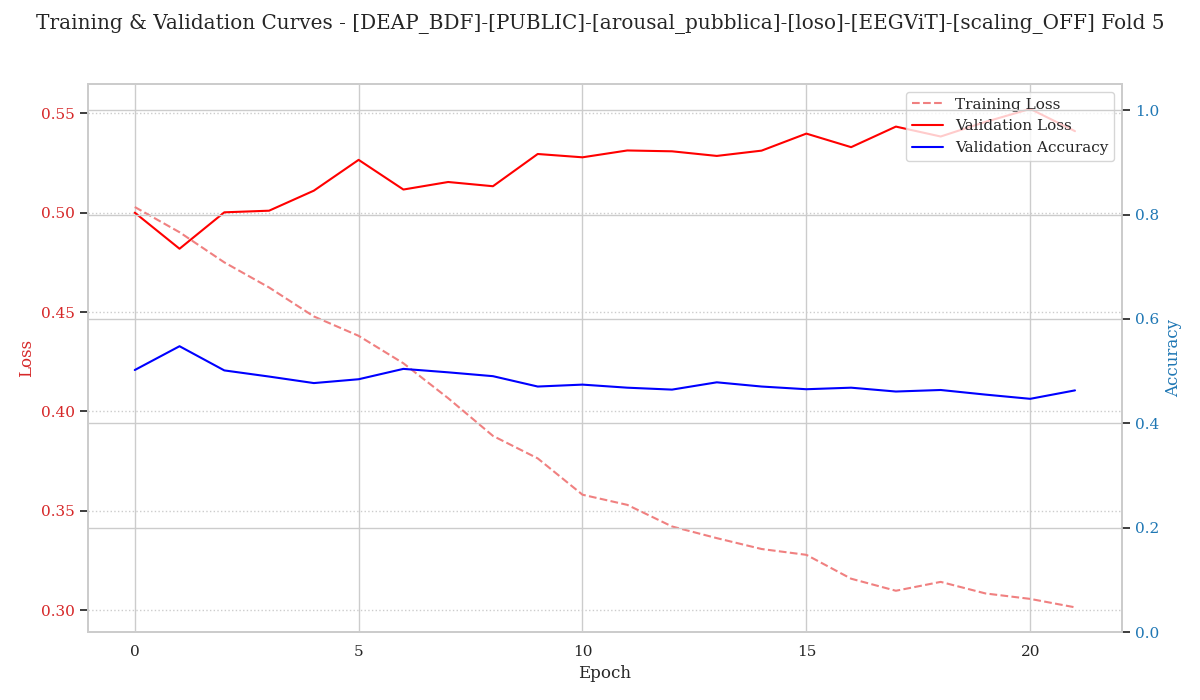 Training & Validation Curves - [DEAP_BDF]-[PUBLIC]-[arousal_pubblica]-[loso]-[EEGViT]-[scaling_OFF] Fold 5
Training Loss
Validation Loss
Validation Accuracy
0.55
0.50
0.45
0.40
0.35
0.30
Loss
1.0
0.8
0.6
0.4
0.2
0.0
Accuracy
0
5
10
15
20
Epoch